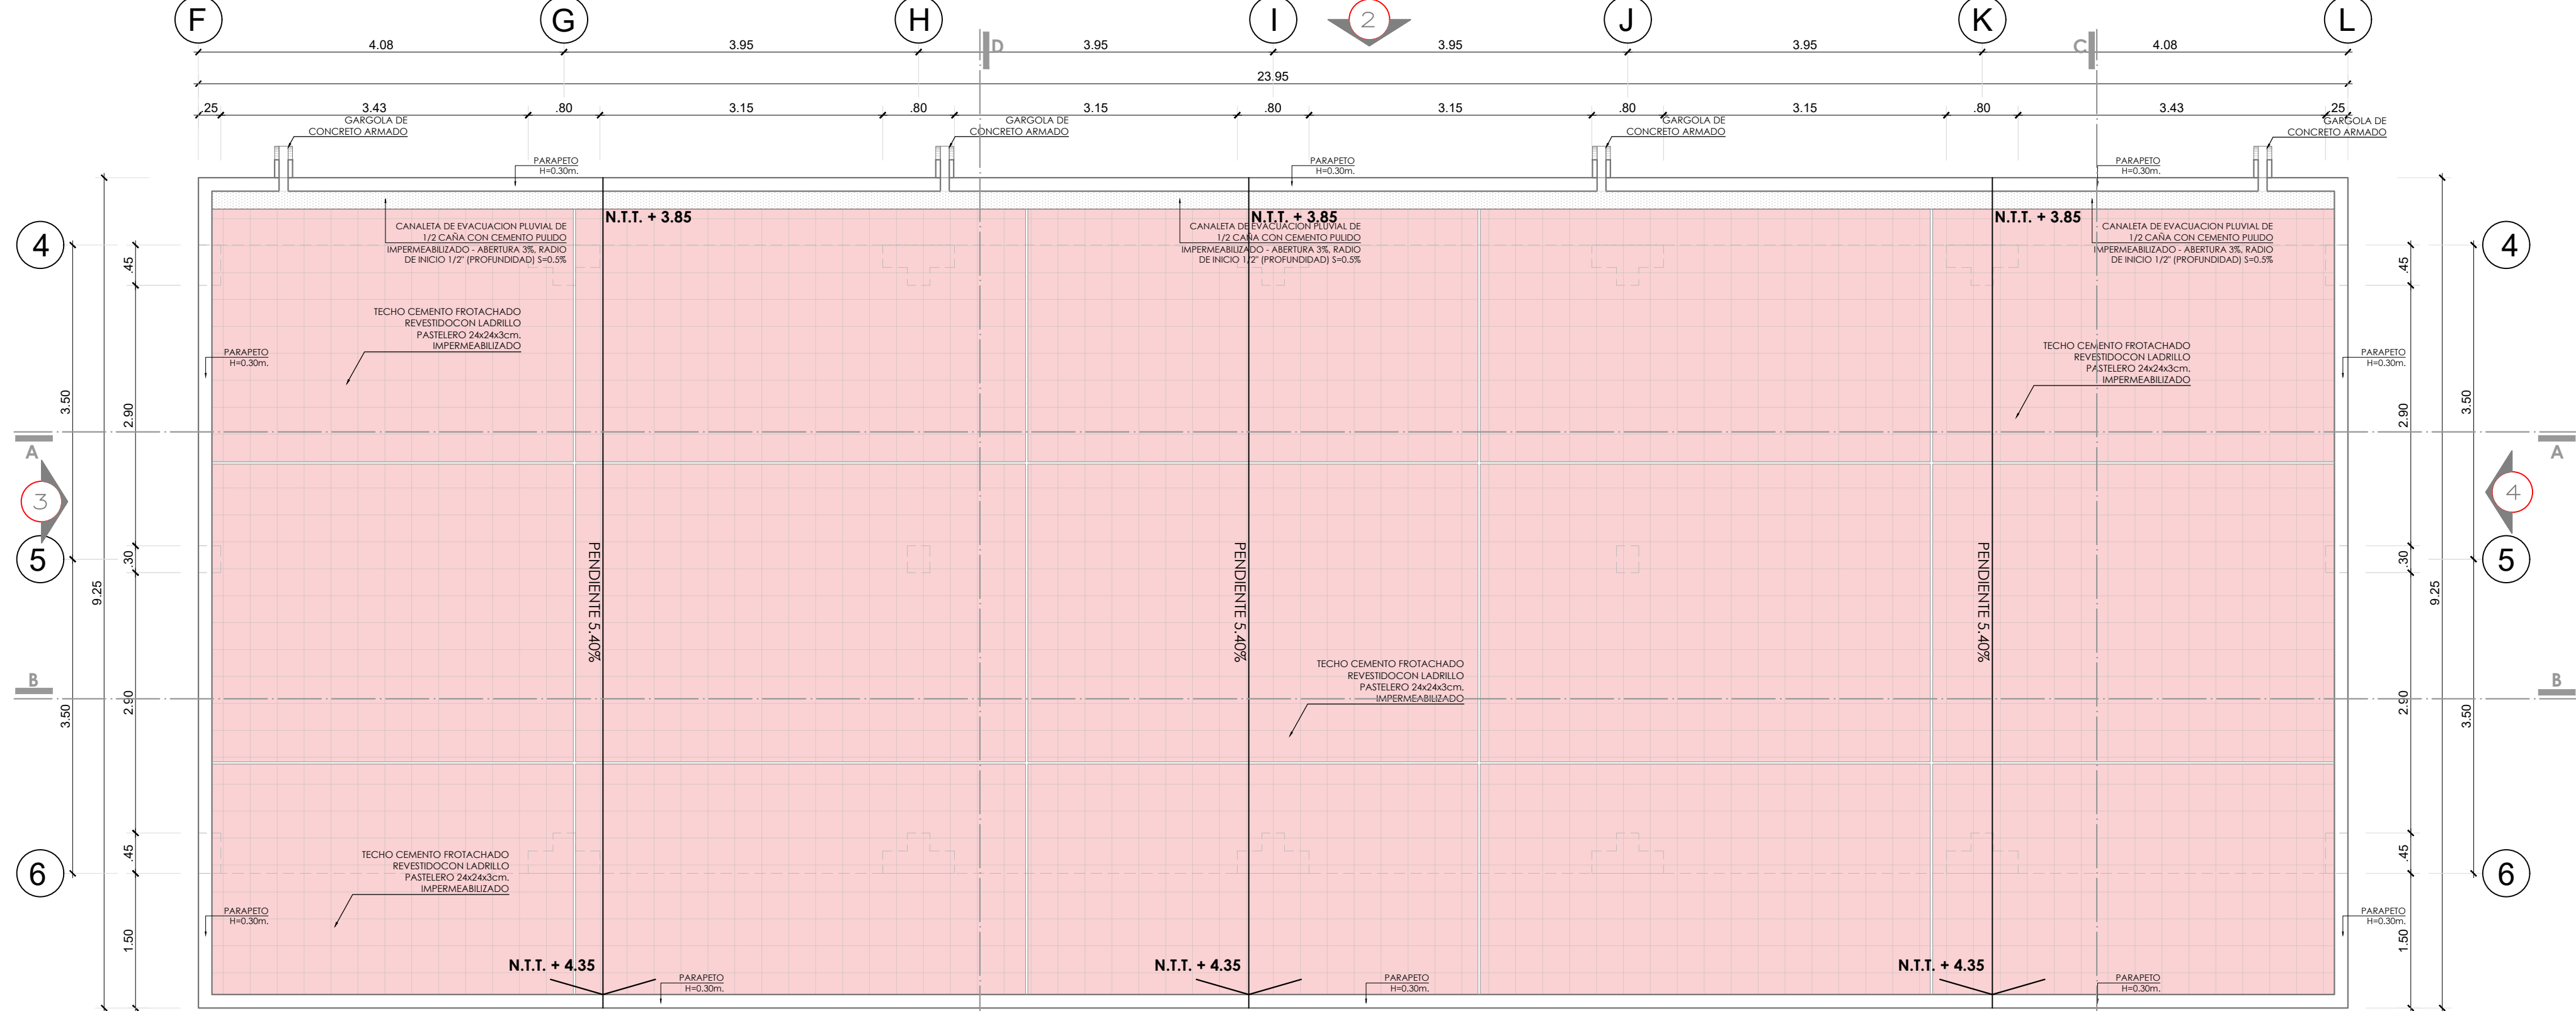 F G H I 2 J K L
4.08 3.95 D 3.95 3.95 3.95 C 4.08
23.95
.25 3.43 .80 3.15 .80 3.15 .80 3.15 .80 3.15 .80 3.43 .25
GARGOLA DE
CONCRETO ARMADO
GARGOLA DE
CONCRETO ARMADO
GARGOLA DE
CONCRETO ARMADO
GARGOLA DE
CONCRETO ARMADO
PARAPETO
H=0.30m.
PARAPETO
H=0.30m.
PARAPETO
H=0.30m.
N.T.T. + 3.85
N.T.T. + 3.85
N.T.T. + 3.85
CANALETA DE EVACUACION PLUVIAL DE
1/2 CAÑA CON CEMENTO PULIDO
IMPERMEABILIZADO - ABERTURA 3%, RADIO
DE INICIO 1/2" (PROFUNDIDAD) S=0.5%
CANALETA DE EVACUACION PLUVIAL DE
1/2 CAÑA CON CEMENTO PULIDO
IMPERMEABILIZADO - ABERTURA 3%, RADIO
DE INICIO 1/2" (PROFUNDIDAD) S=0.5%
CANALETA DE EVACUACION PLUVIAL DE
1/2 CAÑA CON CEMENTO PULIDO
IMPERMEABILIZADO - ABERTURA 3%, RADIO
DE INICIO 1/2" (PROFUNDIDAD) S=0.5%
4
4
.45
.45
TECHO CEMENTO FROTACHADO
REVESTIDOCON LADRILLO
PASTELERO 24x24x3cm.
IMPERMEABILIZADO
TECHO CEMENTO FROTACHADO
REVESTIDOCON LADRILLO
PASTELERO 24x24x3cm.
IMPERMEABILIZADO
PARAPETO
H=0.30m.
PARAPETO
H=0.30m.
3.50
2.90
2.90
3.50
A
A
3
4
5
5
.30
.30
9.25
9.25
PENDIENTE 5.40%
PENDIENTE 5.40%
PENDIENTE 5.40%
TECHO CEMENTO FROTACHADO
REVESTIDOCON LADRILLO
PASTELERO 24x24x3cm.
IMPERMEABILIZADO
B
B
3.50
2.90
2.90
3.50
.45
.45
6
6
TECHO CEMENTO FROTACHADO
REVESTIDOCON LADRILLO
PASTELERO 24x24x3cm.
IMPERMEABILIZADO
PARAPETO
H=0.30m.
PARAPETO
H=0.30m.
1.50
1.50
N.T.T. + 4.35
N.T.T. + 4.35
N.T.T. + 4.35
PARAPETO
H=0.30m.
PARAPETO
H=0.30m.
PARAPETO
H=0.30m.